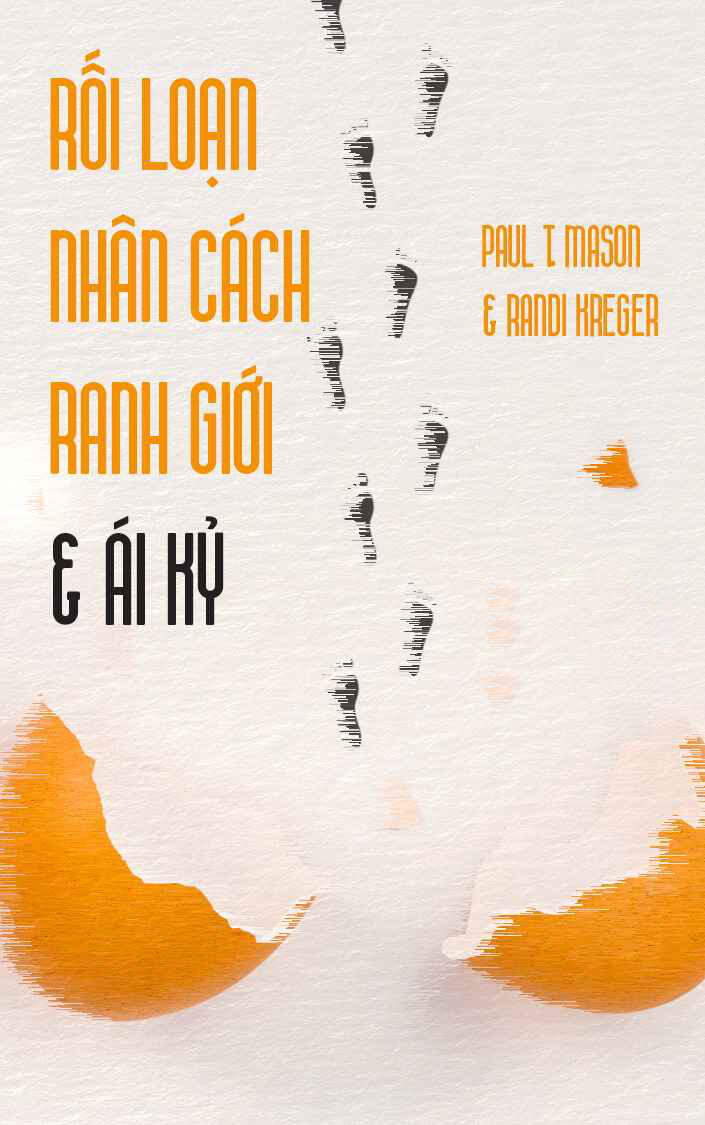 RỐI LOẠN
NHÂN CÁCH
RANH GIỚI
& ÁI KỶ
PAUL T. MASON
& RANDI KREGER